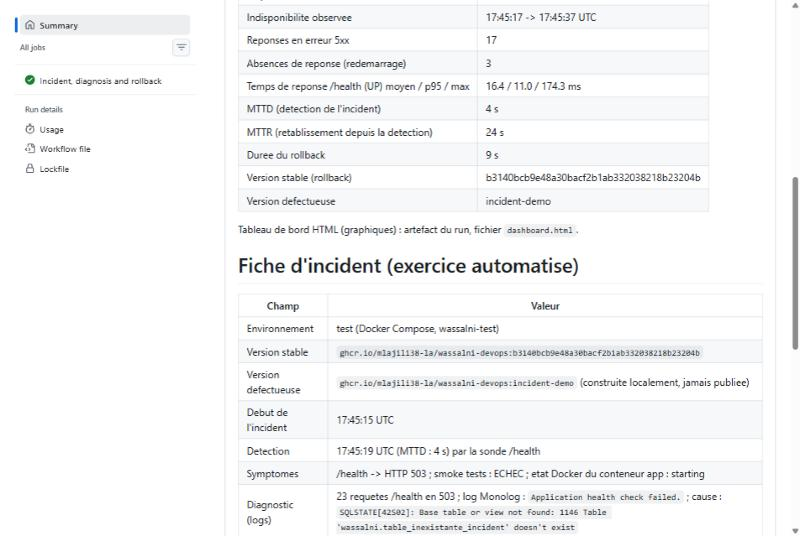 Summary
All jobs
Incident, diagnosis and rollback
Run details
Usage
Workflow file
Lockfile
Indisponibilite observee 17:45:17 -> 17:45:37 UTC
Reponses en erreur 5xx 17
Absences de reponse (redemarrage) 3
Temps de reponse /health (UP) moyen / p95 / max 16.4 / 11.0 / 174.3 ms
MTTD (detection de l'incident) 4 s
MTTR (retablissement depuis la detection) 24 s
Duree du rollback 9 s
Version stable (rollback) b3140bcb9e48a30bacf2b1ab332038218b23204b
Version defectueuse incident-demo
Tableau de bord HTML (graphiques) : artefact du run, fichier dashboard.html.
Fiche d'incident (exercice automatise)
Champ Valeur
Environnement test (Docker Compose, wassalni-test)
Version stable ghcr.io/mlajili38-la/wassalni-devops:b3140bcb9e48a30bacf2b1ab332038218b23204b
Version
defectueuse ghcr.io/mlajili38-la/wassalni-devops:incident-demo (construite localement, jamais publiee)
Debut de
l'incident 17:45:15 UTC
Detection 17:45:19 UTC (MTTD : 4 s) par la sonde /health
Symptomes /health -> HTTP 503 ; smoke tests : ECHEC ; etat Docker du conteneur app : starting
Diagnostic
(logs) 23 requetes /health en 503 ; log Monolog : Application health check failed. ; cause :
SQLSTATE[42S02]: Base table or view not found: 1146 Table
'wassalni.table_inexistante_incident' doesn't exist